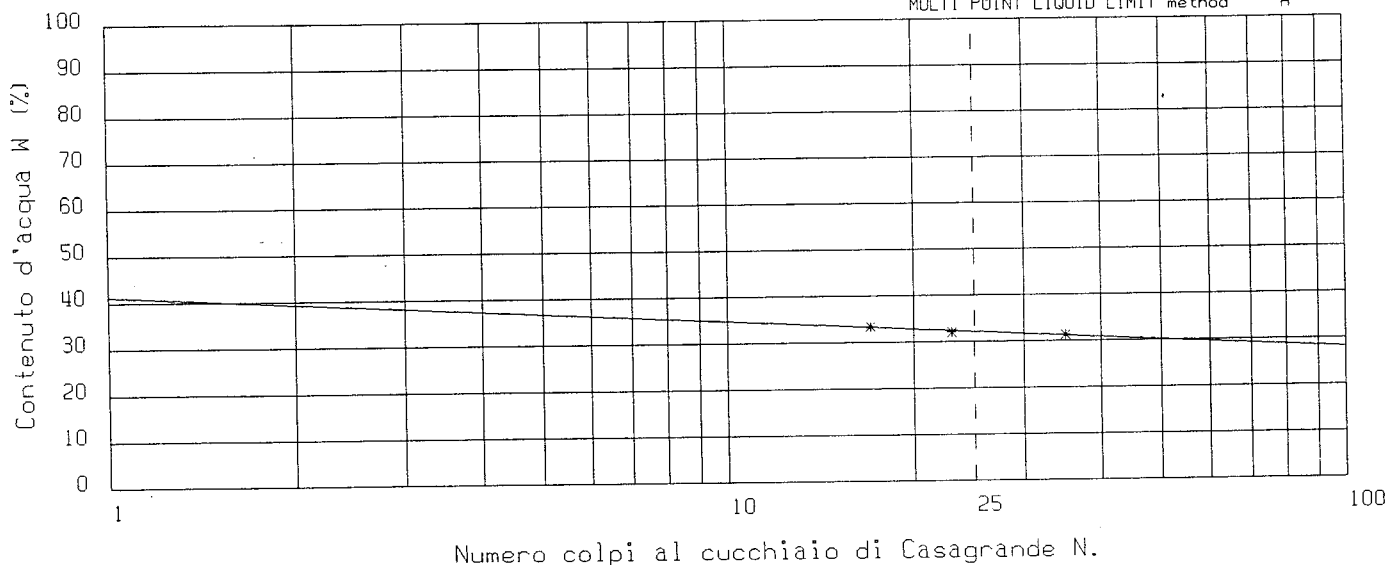 MULTI POINT LIQUID LIMIT method A
100
90
80
70
60
50
40
30
20
10
0
Contenuto d'acqua W (%)
1 10 25 100
Numero colpi al cucchiaio di Casagrande N.